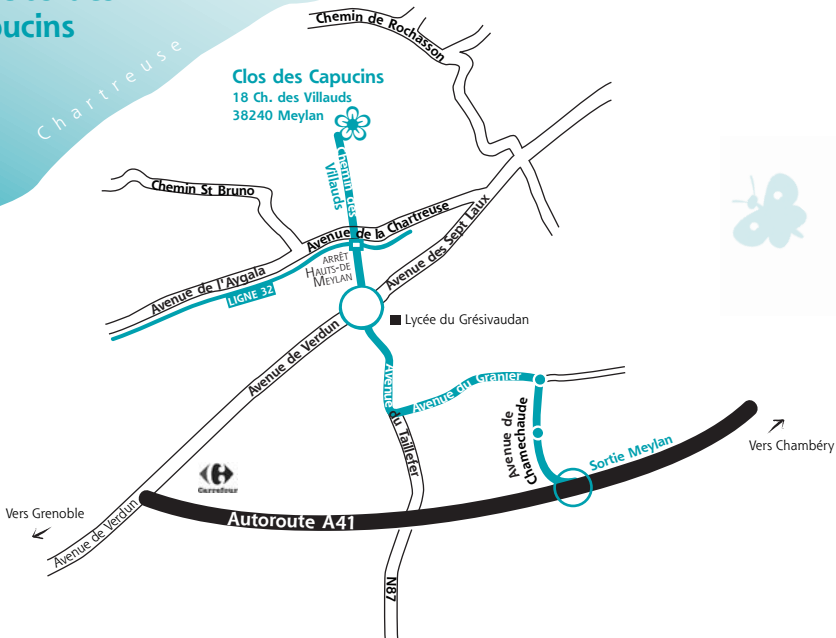 pucins
Chartreuse
Chemin de Rochasson
Clos des Capucins
18 Ch. des Villauds
38240 Meylan
Chemin des
Villauds
Chemin St Bruno
Avenue de la Chartreuse
Avenue des Sept Laux
ARRÊT
HAUTS-DE
MEYLAN
Avenue de l'Aygala
LIGNE 32
Lycée du Grésivaudan
Avenue de Verdun
Avenue du Granier
Avenue du Taillefer
Avenue de
Chamechaude
Sortie Meylan
Vers Chambéry
Carrefour
Vers Grenoble
Avenue de Verdun
Autoroute A41
N87